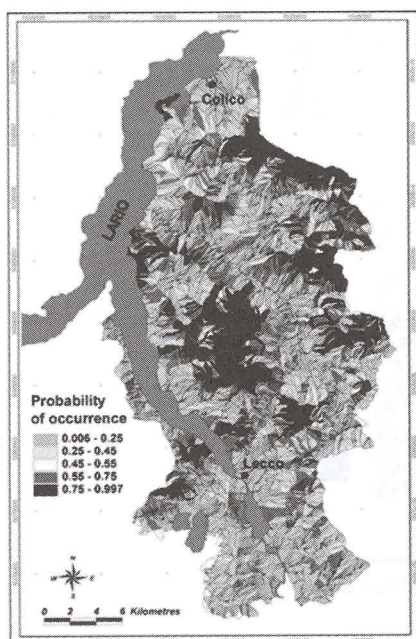 Colico
LARIO
Probability
of occurrence
0.006 - 0.25
0.25 - 0.45
0.45 - 0.55
0.55 - 0.75
0.75 - 0.997
Lecco
N
W E
S
0 2 4 6 Kilometres